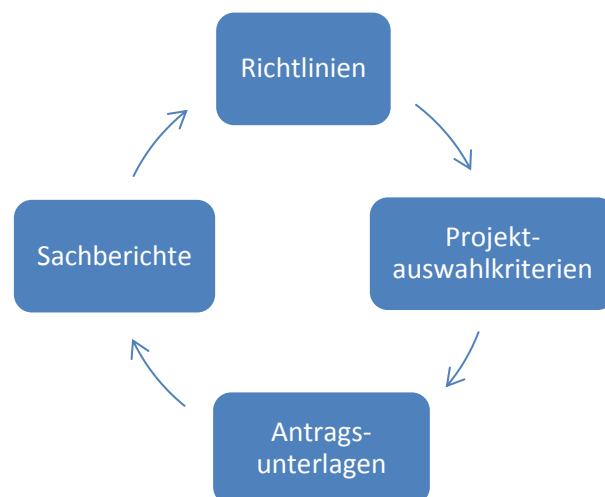 Richtlinien
Projekt-
auswahlkriterien
Antrags-
unterlagen
Sachberichte